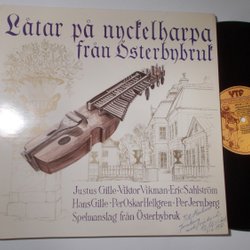 Låtar på nyckelharpa
från Österbybruk
Justus Gille·Viktor Vikman·Eric Sahlström
Hans Gille·Per Oskar Hellgren·Per Jernberg
Spelmanslag från Österbybruk
YTF